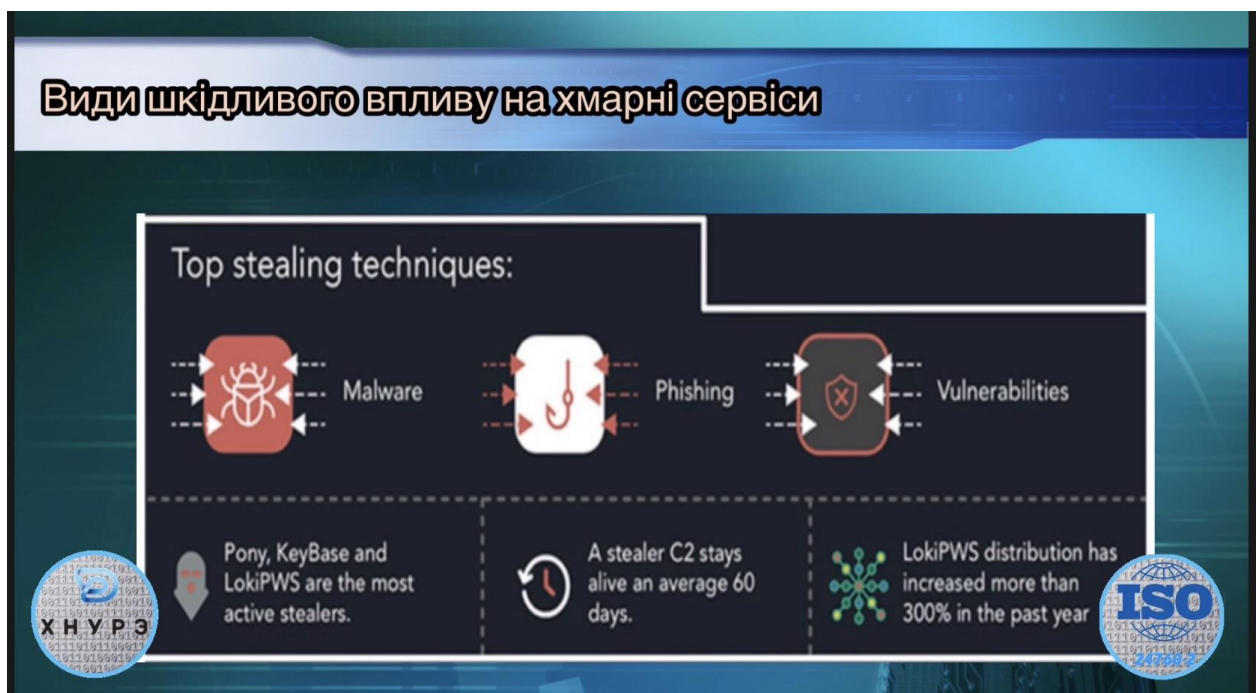 Види шкідливого впливу на хмарні сервіси
Top stealing techniques:
Malware
Phishing
Vulnerabilities
Pony, KeyBase and
LokiPWS are the most
active stealers.
A stealer C2 stays
alive an average 60
days.
LokiPWS distribution has
increased more than
300% in the past year
ХНУРЭ
ISO
24760-2